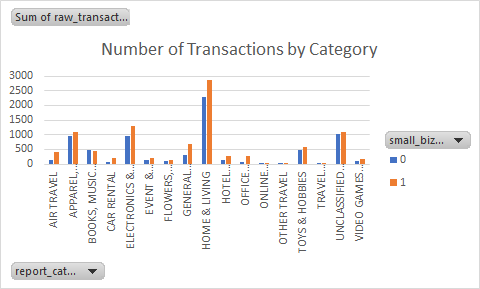 Sum of raw_transact...
Number of Transactions by Category
3000
2500
2000
1500
1000
500
0
AIR TRAVEL
APPAREL,...
BOOKS, MUSIC...
CAR RENTAL
ELECTRONICS &...
EVENT &...
FLOWERS,...
GENERAL...
HOME & LIVING
HOTEL...
OFFICE...
ONLINE...
OTHER TRAVEL
TOYS & HOBBIES
TRAVEL...
UNCLASSIFIED...
VIDEO GAMES...
small_biz...
0
1
report_cat...